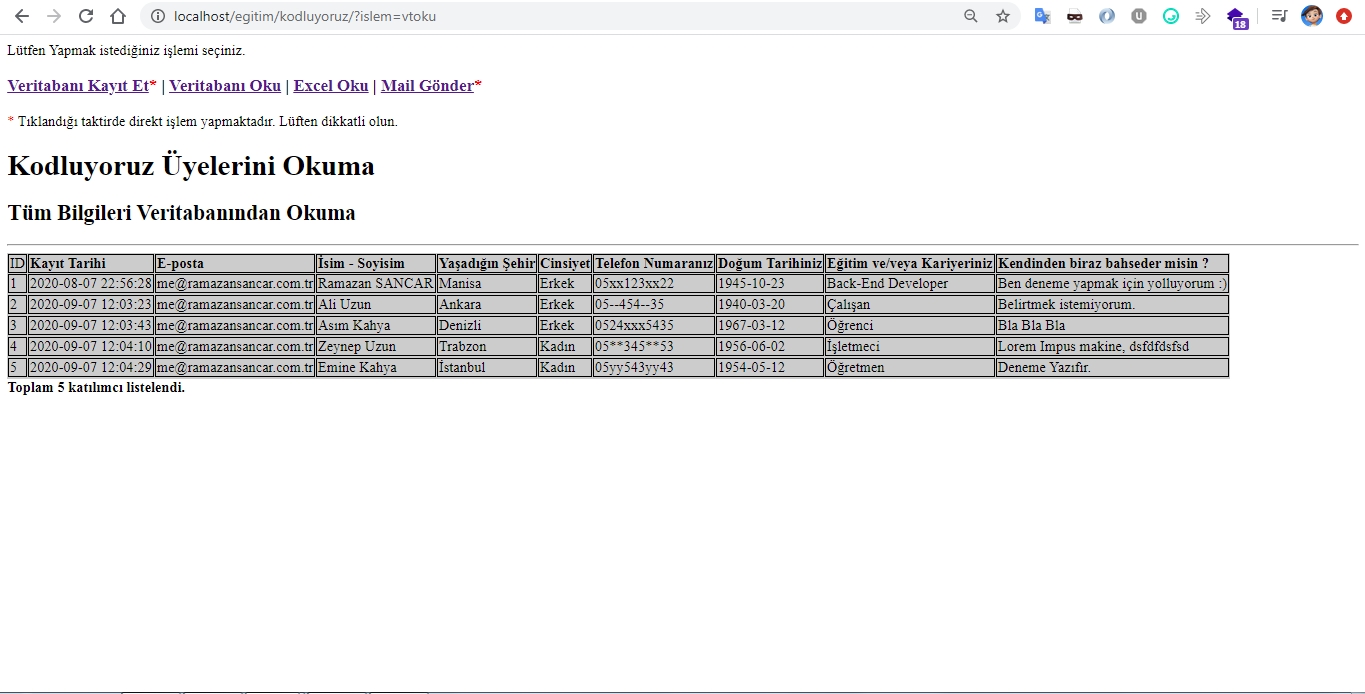 localhost/egitim/kodluyoruz/?islem=vtoku
18
Lütfen Yapmak istediğiniz işlemi seçiniz.
Veritabanı Kayıt Et* | Veritabanı Oku | Excel Oku | Mail Gönder*
* Tıklandığı taktirde direkt işlem yapmaktadır. Lüften dikkatli olun.
Kodluyoruz Üyelerini Okuma
Tüm Bilgileri Veritabanından Okuma
ID Kayıt Tarihi E-posta İsim - Soyisim Yaşadığın Şehir Cinsiyet Telefon Numaranız Doğum Tarihiniz Eğitim ve/veya Kariyeriniz Kendinden biraz bahseder misin ?
1 2020-08-07 22:56:28 me@ramazansancar.com.tr Ramazan SANCAR Manisa Erkek 05xx123xx22 1945-10-23 Back-End Developer Ben deneme yapmak için yolluyorum :)
2 2020-09-07 12:03:23 me@ramazansancar.com.tr Ali Uzun Ankara Erkek 05--454--35 1940-03-20 Çalışan Belirtmek istemiyorum.
3 2020-09-07 12:03:43 me@ramazansancar.com.tr Asım Kahya Denizli Erkek 0524xxx5435 1967-03-12 Öğrenci Bla Bla Bla
4 2020-09-07 12:04:10 me@ramazansancar.com.tr Zeynep Uzun Trabzon Kadın 05**345**53 1956-06-02 İşletmeci Lorem Impus makine, dsfdfdsfsd
5 2020-09-07 12:04:29 me@ramazansancar.com.tr Emine Kahya İstanbul Kadın 05yy543yy43 1954-05-12 Öğretmen Deneme Yazıfır.
Toplam 5 katılımcı listelendi.